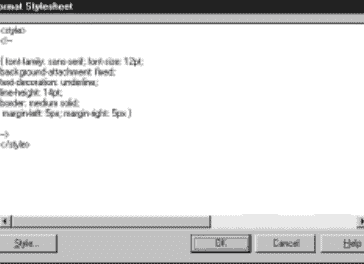 ormat Stylesheet
<style>
<!--
{ font-family: sans-serif; font-size: 12pt;
background-attachment: fixed;
text-decoration: underline;
line-height: 14pt;
border: medium solid;
margin-left: 5px; margin-right: 5px }
-->
</style>
Style...
OK
Cancel
Help